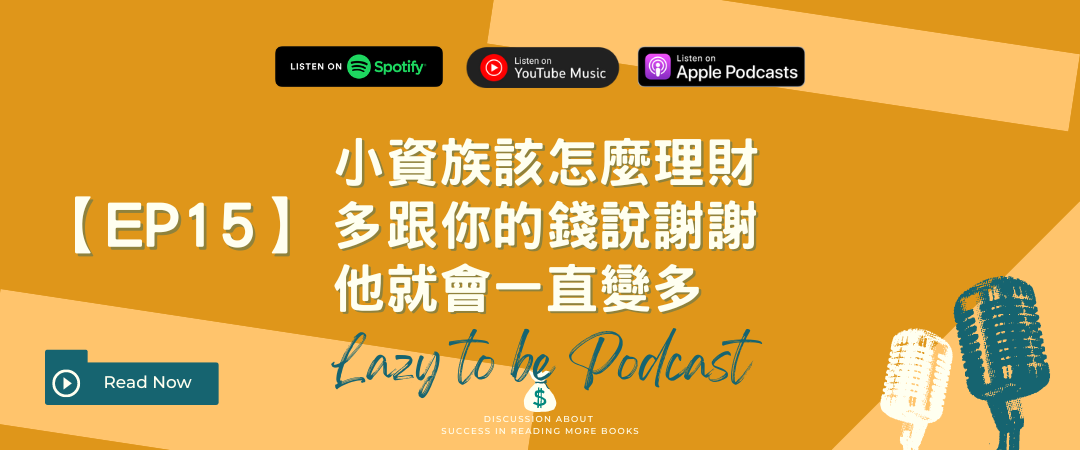 LISTEN ON Spotify
Listen on
YouTube Music
Listen on
Apple Podcasts
【EP15】
小資族該怎麼理財
多跟你的錢說謝謝
他就會一直變多
Lazy to be Podcast
$
Read Now
DISCUSSION ABOUT
SUCCESS IN READING MORE BOOKS